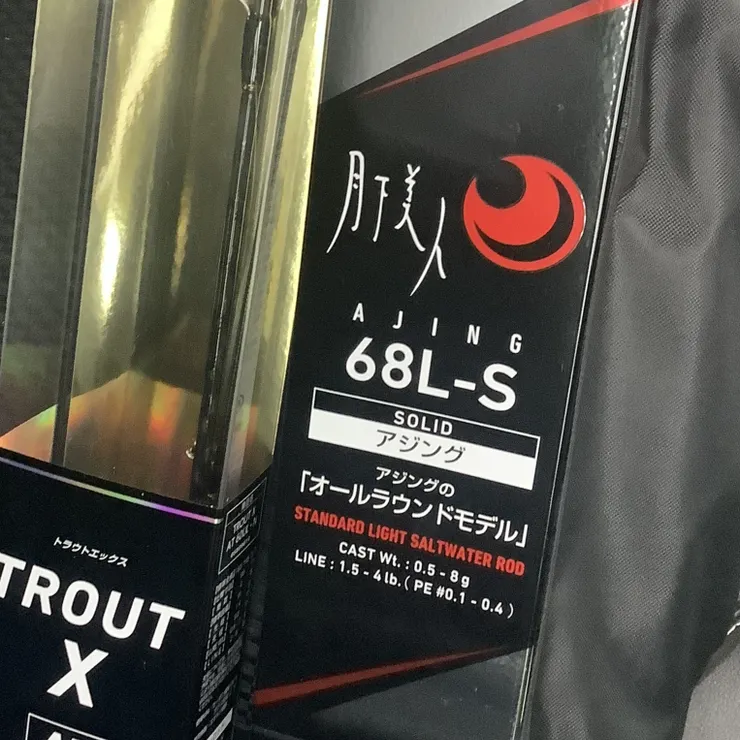 月下美人
AJING
68L-S
SOLID
アジング
アジングの
「オールラウンドモデル」
STANDARD LIGHT SALTWATER ROD
CAST Wt. : 0.5 - 8 g
LINE : 1.5 - 4 lb. ( PE #0.1 - 0.4 )
トラウトエックス
TROUT
X